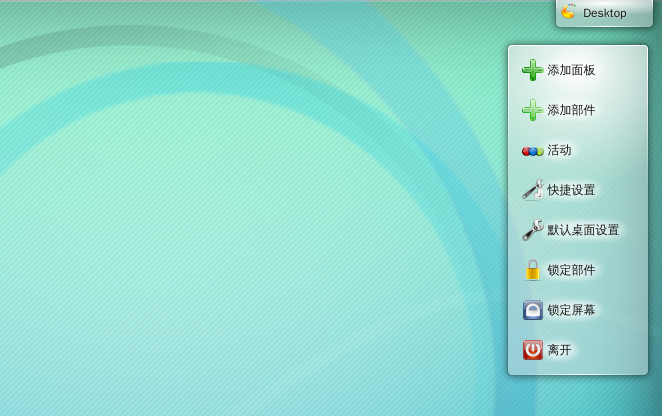 Desktop
添加面板
添加部件
活动
快捷设置
默认桌面设置
锁定部件
锁定屏幕
离开